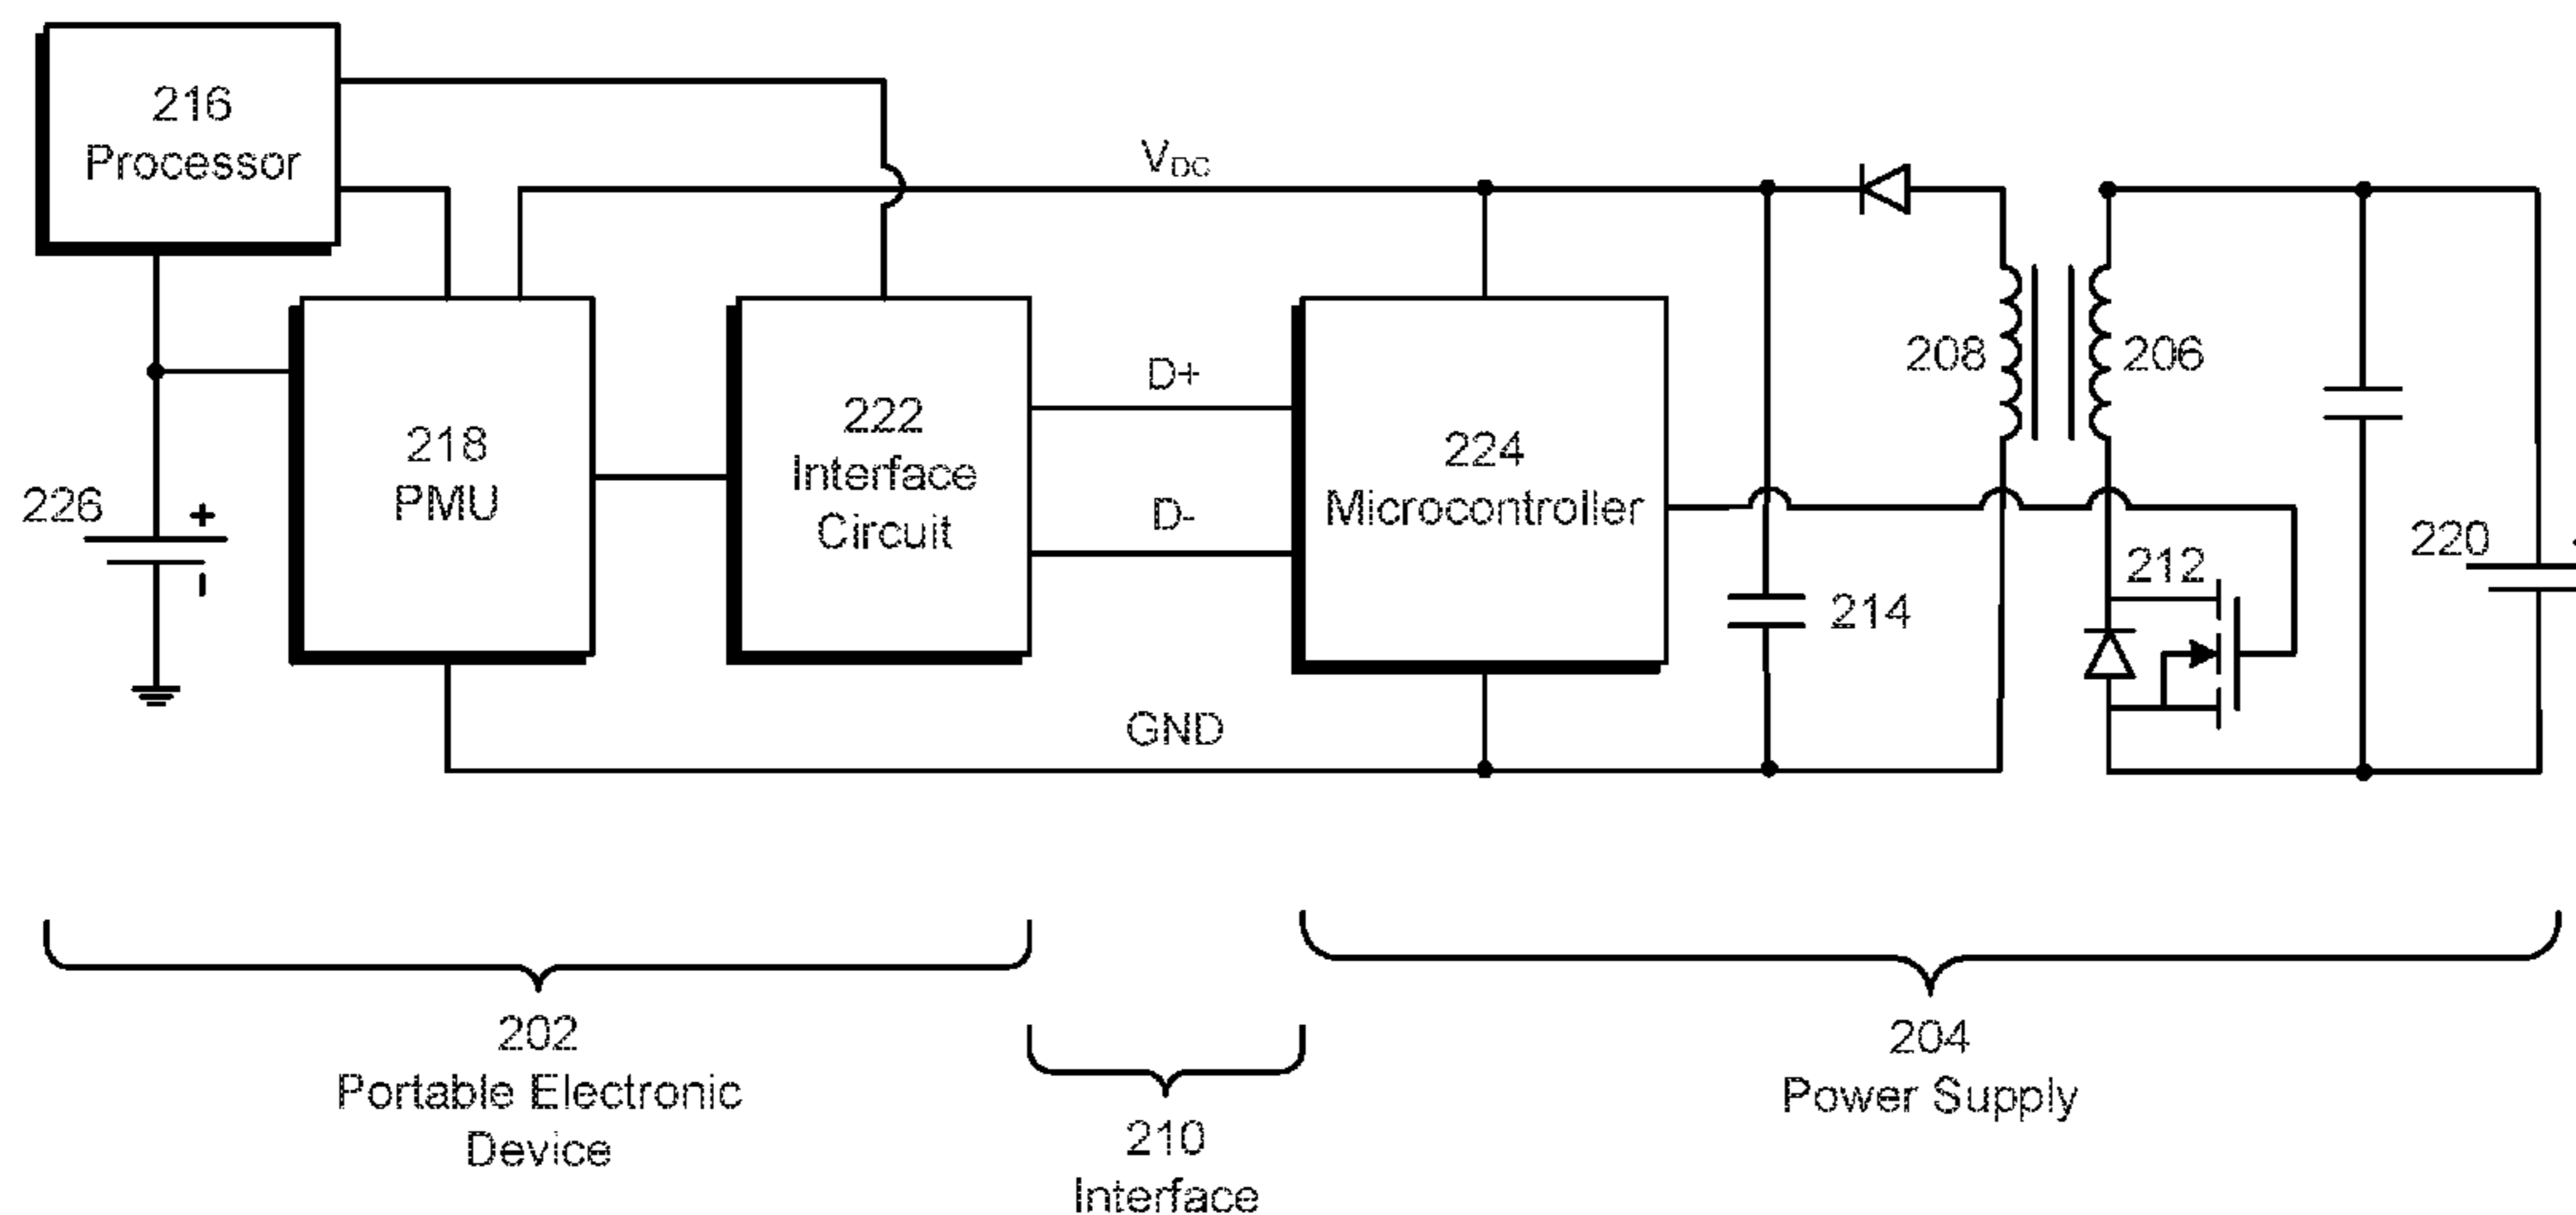 216
Processor
V_DC
218
PMU
222
Interface
Circuit
D+
D-
224
Microcontroller
208
206
226
+
-
212
220
214
GND
202
Portable Electronic
Device
210
Interface
204
Power Supply